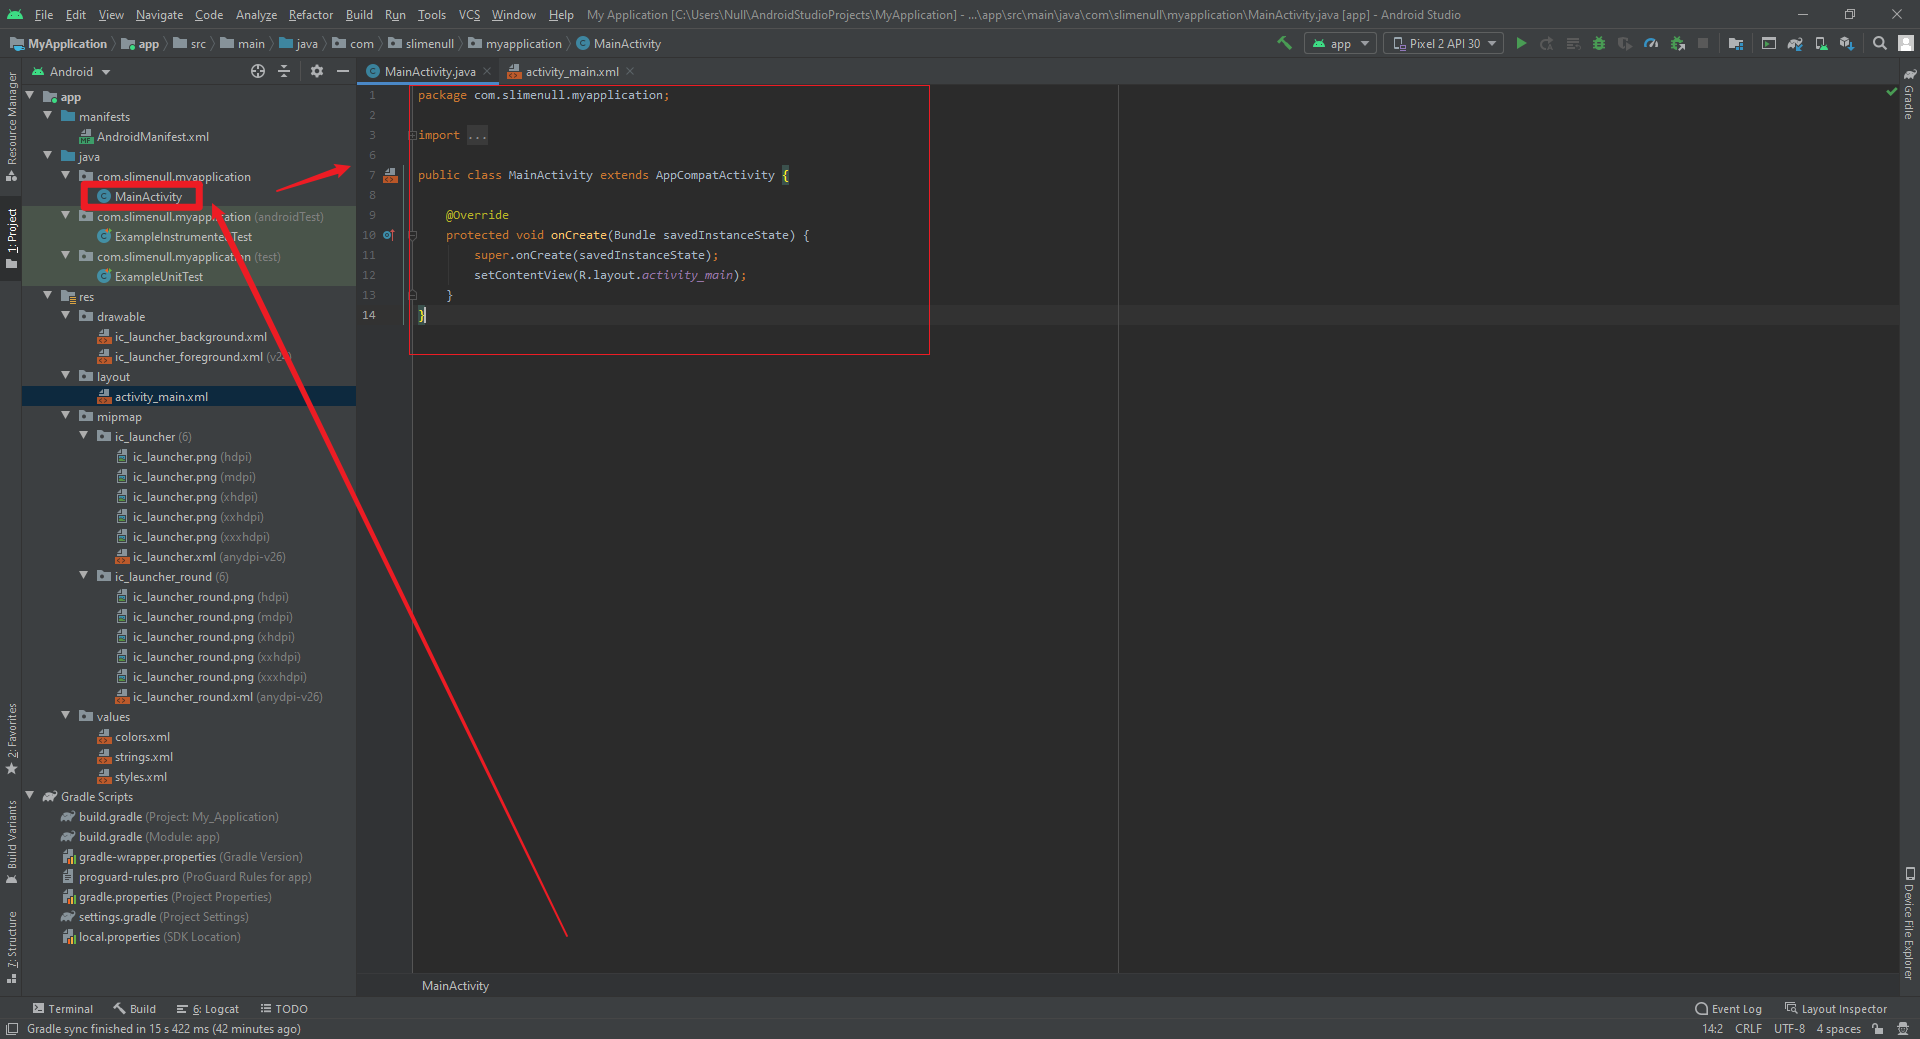 File Edit View Navigate Code Analyze Refactor Build Run Tools VCS Window Help My Application [C:\Users\Null\AndroidStudioProjects\MyApplication] - ...\app\src\main\java\com\slimenull\myapplication\MainActivity.java [app] - Android Studio
MyApplication app src main java com slimenull myapplication MainActivity app Pixel 2 API 30
Android MainActivity.java activity_main.xml
Resource Manager
1: Project
2: Favorites
Build Variants
7: Structure
app
manifests
AndroidManifest.xml
java
com.slimenull.myapplication
MainActivity
com.slimenull.myapplication (androidTest)
ExampleInstrumentedTest
com.slimenull.myapplication (test)
ExampleUnitTest
res
drawable
ic_launcher_background.xml
ic_launcher_foreground.xml (v24)
layout
activity_main.xml
mipmap
ic_launcher (6)
ic_launcher.png (hdpi)
ic_launcher.png (mdpi)
ic_launcher.png (xhdpi)
ic_launcher.png (xxhdpi)
ic_launcher.png (xxxhdpi)
ic_launcher.xml (anydpi-v26)
ic_launcher_round (6)
ic_launcher_round.png (hdpi)
ic_launcher_round.png (mdpi)
ic_launcher_round.png (xhdpi)
ic_launcher_round.png (xxhdpi)
ic_launcher_round.png (xxxhdpi)
ic_launcher_round.xml (anydpi-v26)
values
colors.xml
strings.xml
styles.xml
Gradle Scripts
build.gradle (Project: My_Application)
build.gradle (Module: app)
gradle-wrapper.properties (Gradle Version)
proguard-rules.pro (ProGuard Rules for app)
gradle.properties (Project Properties)
settings.gradle (Project Settings)
local.properties (SDK Location)
1 package com.slimenull.myapplication;
2
3 import ...
6
7 public class MainActivity extends AppCompatActivity {
8
9 @Override
10 protected void onCreate(Bundle savedInstanceState) {
11 super.onCreate(savedInstanceState);
12 setContentView(R.layout.activity_main);
13 }
14 }
MainActivity
Gradle
Device File Explorer
Terminal Build 6: Logcat TODO Event Log Layout Inspector
Gradle sync finished in 15 s 422 ms (42 minutes ago) 14:2 CRLF UTF-8 4 spaces